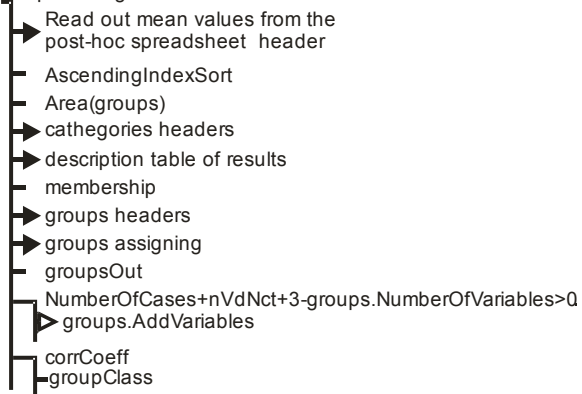 Read out mean values from the
post-hoc spreadsheet header
AscendingIndexSort
Area(groups)
cathegories headers
description table of results
membership
groups headers
groups assigning
groupsOut
NumberOfCases+nVdNct+3-groups.NumberOfVariables>0
groups.AddVariables
corrCoeff
groupClass